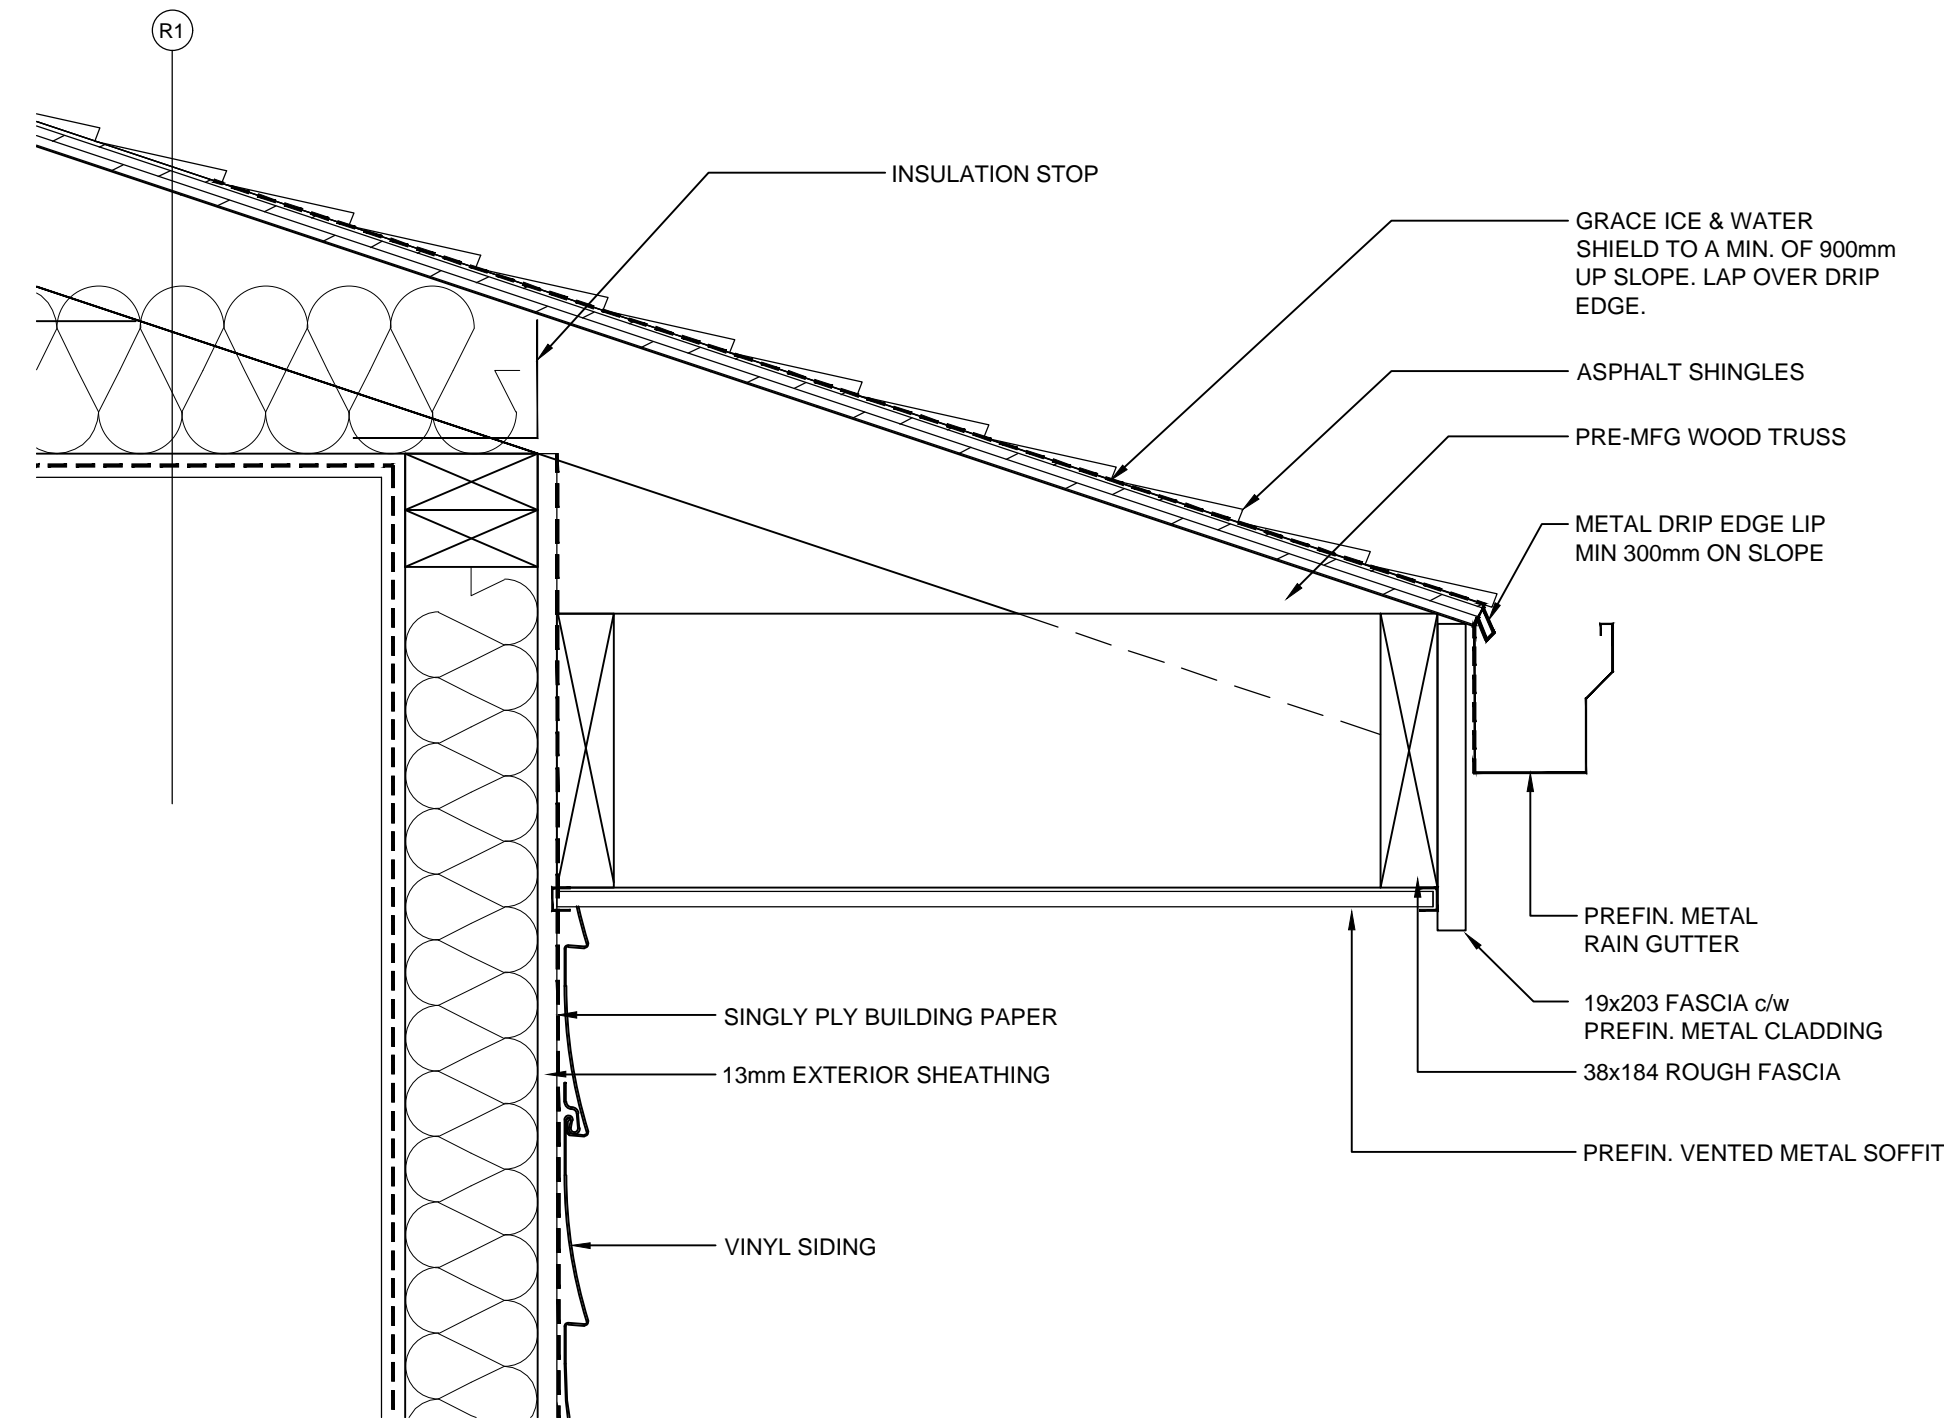 R1
INSULATION STOP
GRACE ICE & WATER
SHIELD TO A MIN. OF 900mm
UP SLOPE. LAP OVER DRIP
EDGE.
ASPHALT SHINGLES
PRE-MFG WOOD TRUSS
METAL DRIP EDGE LIP
MIN 300mm ON SLOPE
PREFIN. METAL
RAIN GUTTER
19x203 FASCIA c/w
PREFIN. METAL CLADDING
38x184 ROUGH FASCIA
PREFIN. VENTED METAL SOFFIT
SINGLY PLY BUILDING PAPER
13mm EXTERIOR SHEATHING
VINYL SIDING